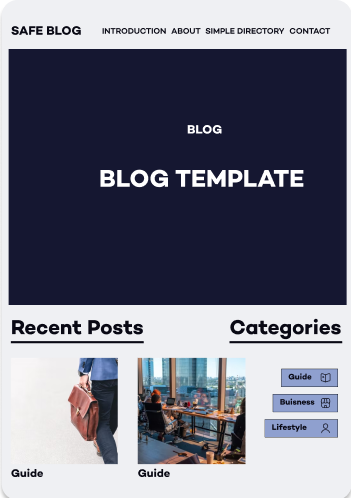 SAFE BLOG INTRODUCTION ABOUT SIMPLE DIRECTORY CONTACT
BLOG
BLOG TEMPLATE
Recent Posts Categories
Guide
Buisness
Lifestyle
Guide Guide